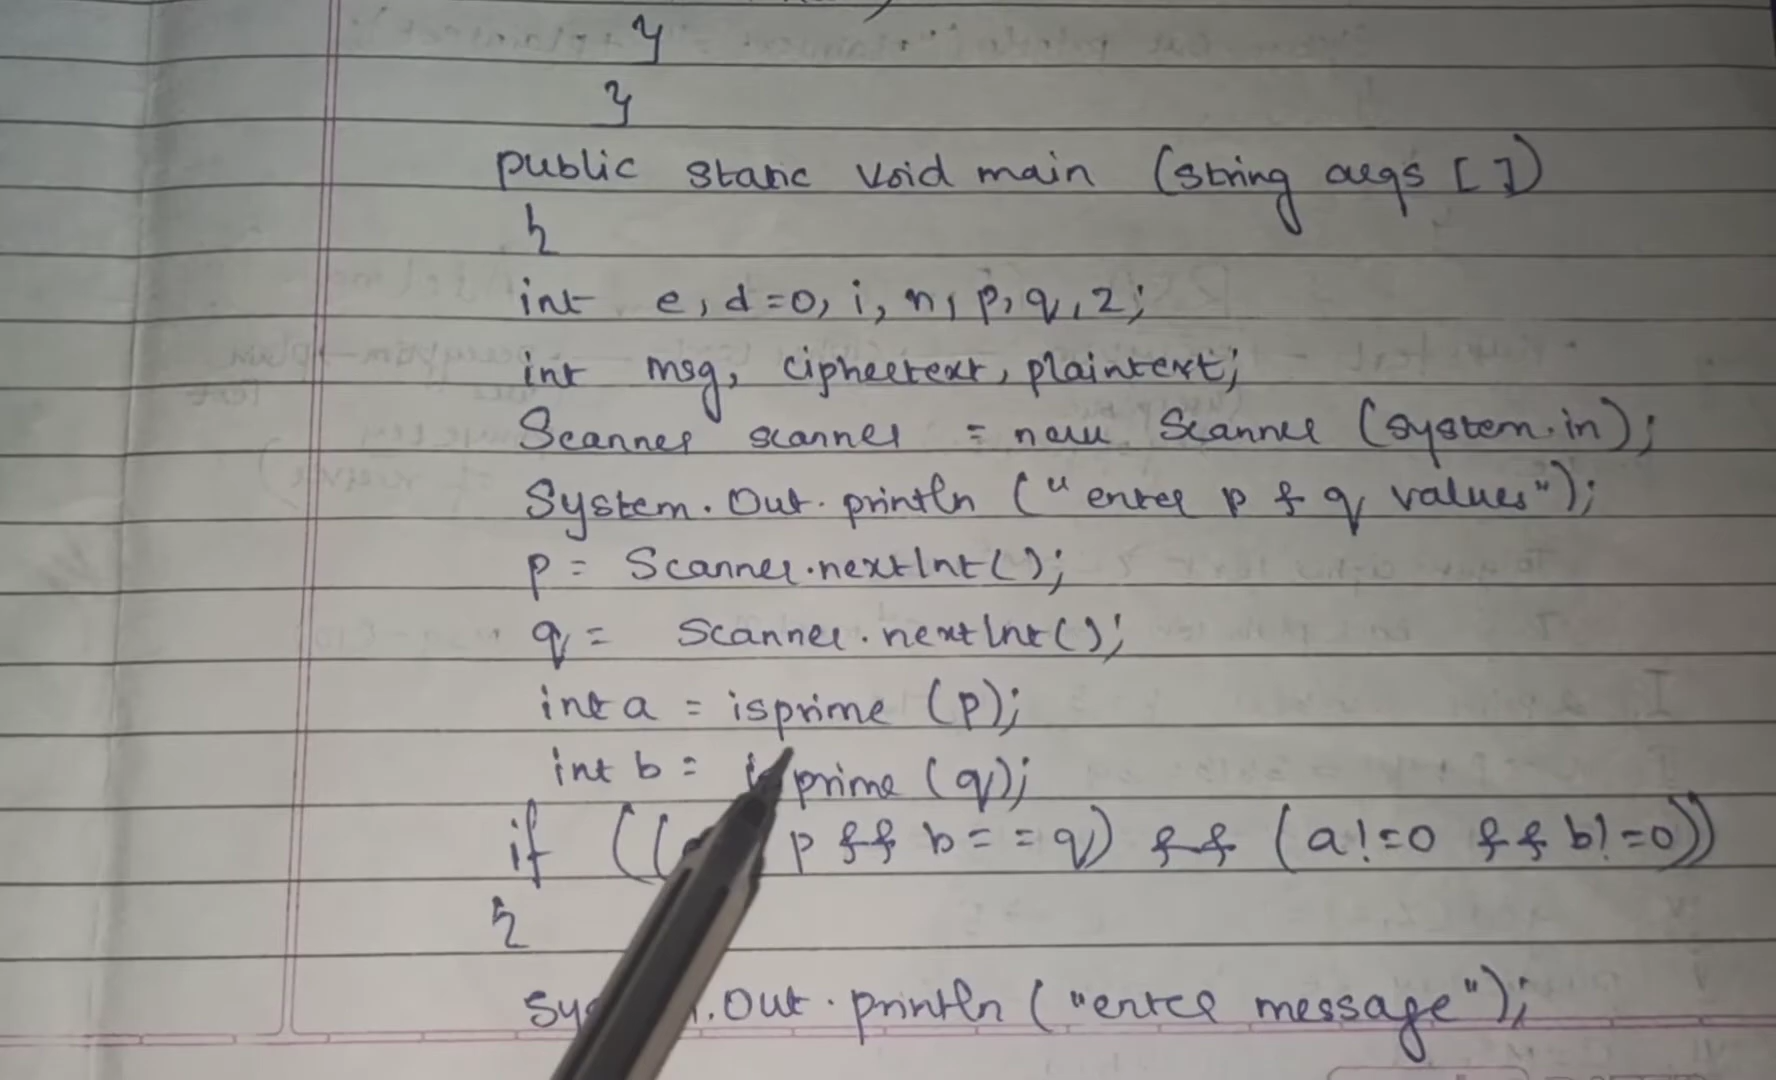 }
}
public static void main (string args [ ])
{
int e, d=0, i, n, p, q, z;
int msg, ciphertext, plaintext;
Scanner scanner = new Scanner (system.in);
System.Out.println ("enter p & q values");
p = Scanner.nextInt();
q = Scanner.nextInt();
int a = isprime (p);
int b = isprime (q);
if (( p && b==q) && (a!=0 && b!=0))
{
.Out.println ("enter message");